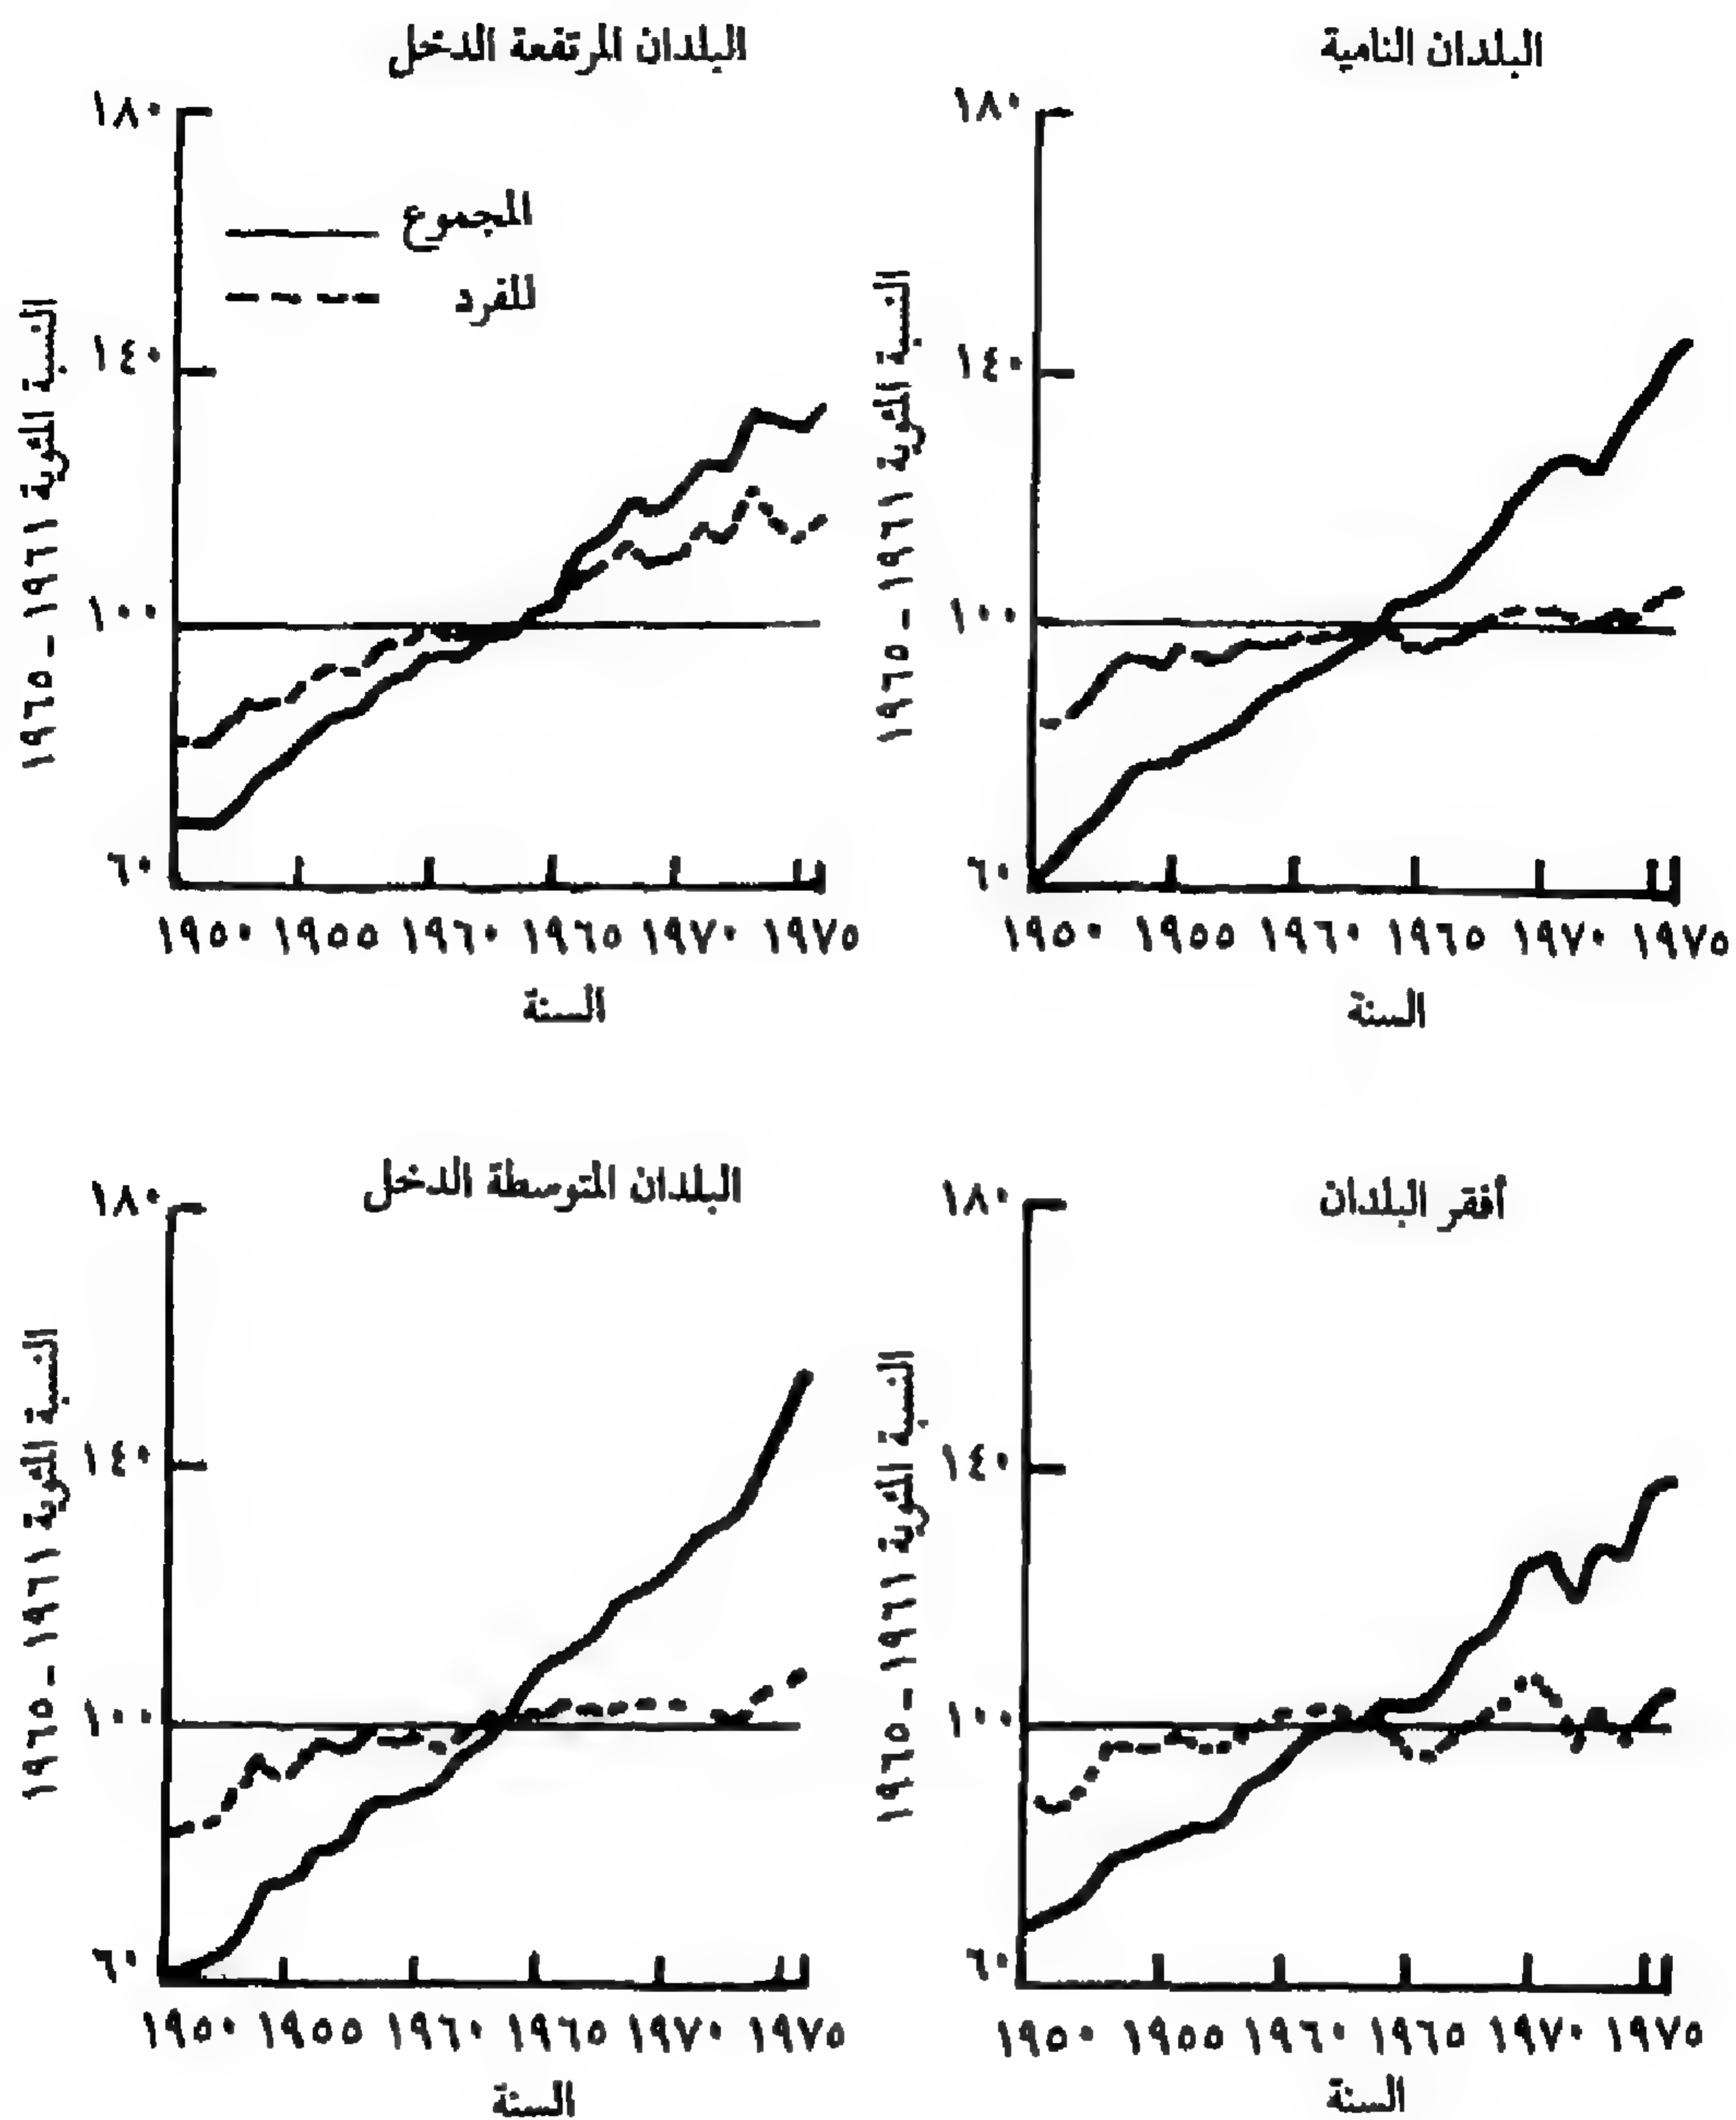 البلدان النامية
١٨٠
١٤٠
١٠٠
٦٠
النسبة المئوية ١٩٦١ - ١٩٦٥
١٩٥٠ ١٩٥٥ ١٩٦٠ ١٩٦٥ ١٩٧٠ ١٩٧٥
السنة
البلدان المرتفعة الدخل
١٨٠
١٤٠
١٠٠
٦٠
المجموع
للفرد
النسبة المئوية ١٩٦١ - ١٩٦٥
١٩٥٠ ١٩٥٥ ١٩٦٠ ١٩٦٥ ١٩٧٠ ١٩٧٥
السنة
أفقر البلدان
١٨٠
١٤٠
١٠٠
٦٠
النسبة المئوية ١٩٦١ - ١٩٦٥
١٩٥٠ ١٩٥٥ ١٩٦٠ ١٩٦٥ ١٩٧٠ ١٩٧٥
السنة
البلدان المتوسطة الدخل
١٨٠
١٤٠
١٠٠
٦٠
النسبة المئوية ١٩٦١ - ١٩٦٥
١٩٥٠ ١٩٥٥ ١٩٦٠ ١٩٦٥ ١٩٧٠ ١٩٧٥
السنة